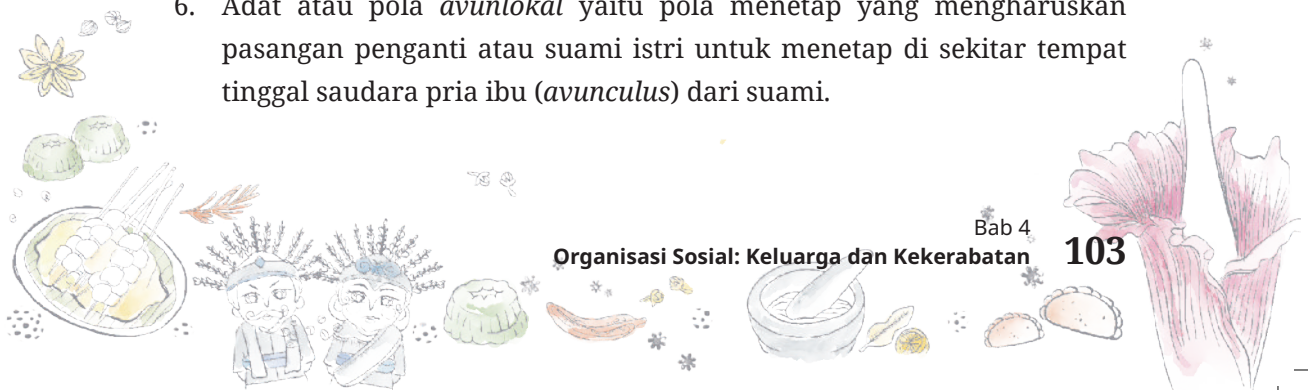 6. Adat atau pola avunlokal yaitu pola menetap yang mengharuskan
pasangan penganti atau suami istri untuk menetap di sekitar tempat
tinggal saudara pria ibu (avunculus) dari suami.
Bab 4
Organisasi Sosial: Keluarga dan Kekerabatan 103